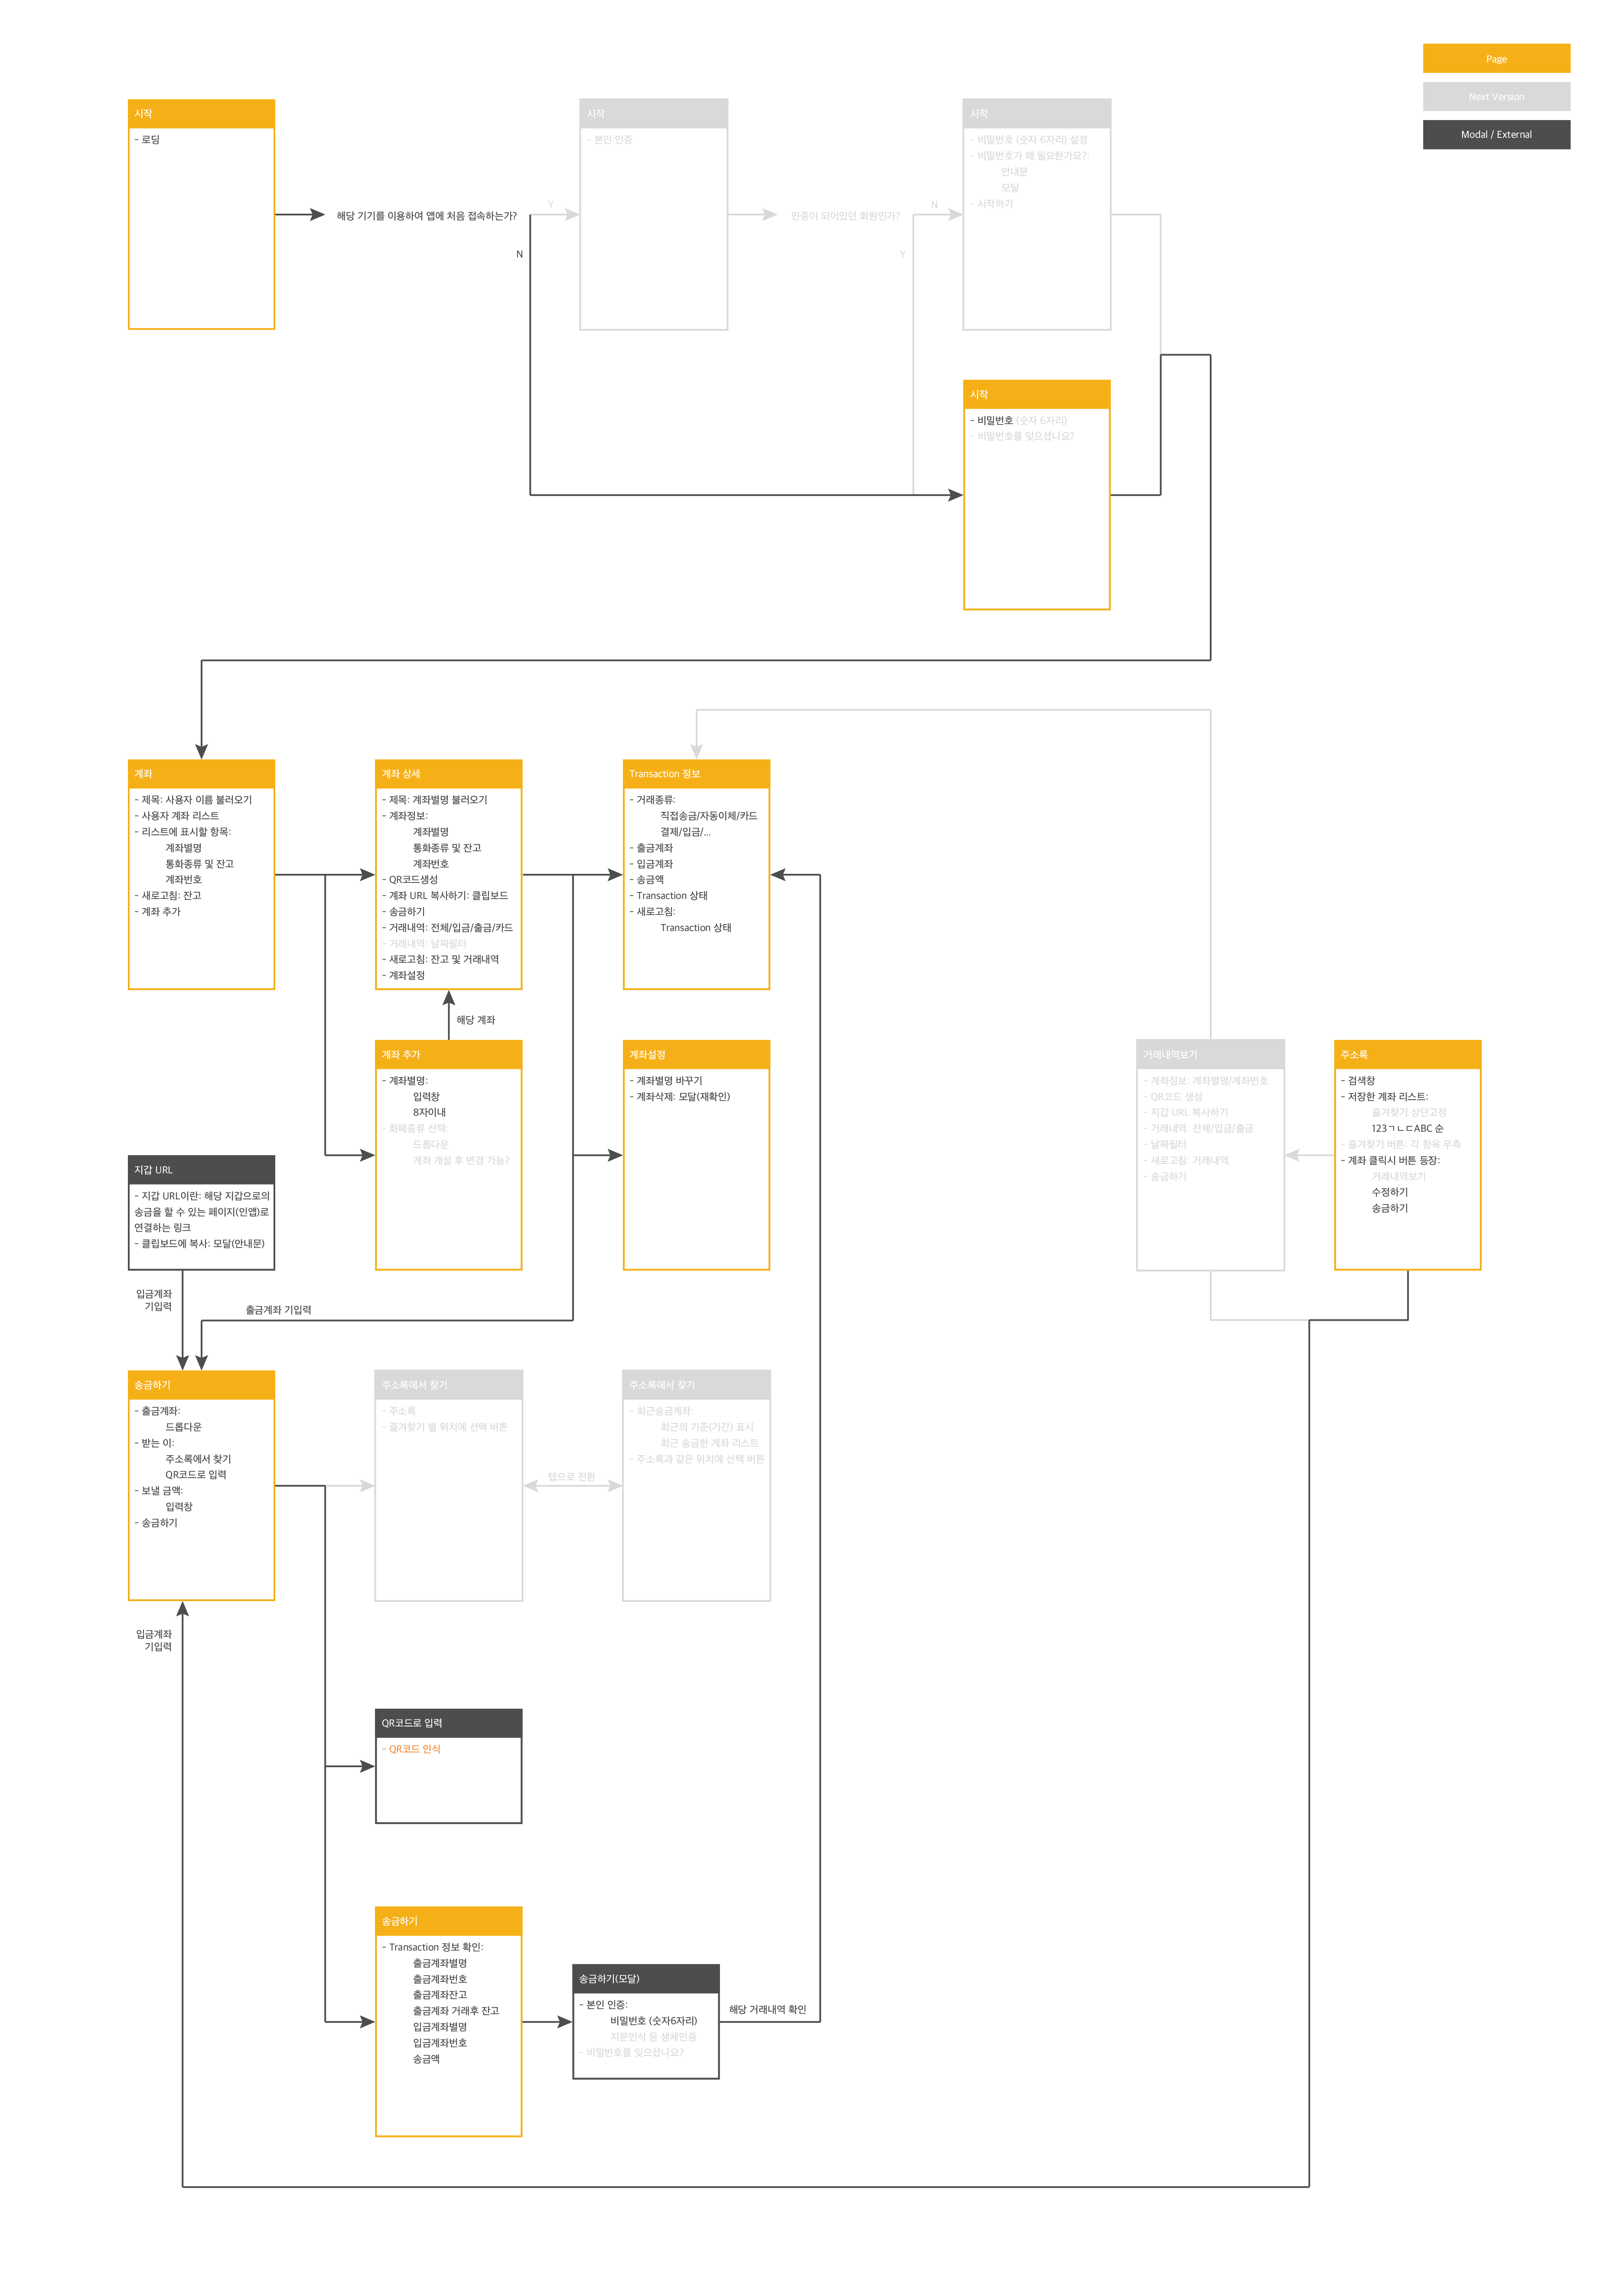 Page
Next Version
Modal / External
시작
- 로딩
해당 기기를 이용하여 앱에 처음 접속하는가?
Y
N
시작
- 본인 인증
인증이 되어있던 회원인가?
N
Y
시작
- 비밀번호 (숫자 6자리) 설정
- 비밀번호가 왜 필요한가요?:
안내문
모달
- 시작하기
시작
- 비밀번호 (숫자 6자리)
- 비밀번호를 잊으셨나요?
계좌
- 제목: 사용자 이름 불러오기
- 사용자 계좌 리스트
- 리스트에 표시할 항목:
계좌별명
통화종류 및 잔고
계좌번호
- 새로고침: 잔고
- 계좌 추가
계좌 상세
- 제목: 계좌별명 불러오기
- 계좌정보:
계좌별명
통화종류 및 잔고
계좌번호
- QR코드생성
- 계좌 URL 복사하기: 클립보드
- 송금하기
- 거래내역: 전체/입금/출금/카드
- 거래내역: 날짜필터
- 새로고침: 잔고 및 거래내역
- 계좌설정
Transaction 정보
- 거래종류:
직접송금/자동이체/카드
결제/입금/...
- 출금계좌
- 입금계좌
- 송금액
- Transaction 상태
- 새로고침:
Transaction 상태
해당 계좌
계좌 추가
- 계좌별명:
입력창
8자이내
- 화폐종류 선택:
드롭다운
계좌 개설 후 변경 가능?
계좌설정
- 계좌별명 바꾸기
- 계좌삭제: 모달(재확인)
거래내역보기
- 계좌정보: 계좌별명/계좌번호
- QR코드 생성
- 지갑 URL 복사하기
- 거래내역: 전체/입금/출금
- 날짜필터
- 새로고침: 거래내역
- 송금하기
주소록
- 검색창
- 저장한 계좌 리스트:
즐겨찾기 상단고정
123ㄱㄴㄷABC 순
- 즐겨찾기 버튼: 각 항목 우측
- 계좌 클릭시 버튼 등장:
거래내역보기
수정하기
송금하기
지갑 URL
- 지갑 URL이란: 해당 지갑으로의
송금을 할 수 있는 페이지(인앱)로
연결하는 링크
- 클립보드에 복사: 모달(안내문)
입금계좌
기입력
출금계좌 기입력
송금하기
- 출금계좌:
드롭다운
- 받는 이:
주소록에서 찾기
QR코드로 입력
- 보낼 금액:
입력창
- 송금하기
주소록에서 찾기
- 주소록
- 즐겨찾기 별 위치에 선택 버튼
탭으로 전환
주소록에서 찾기
- 최근송금계좌:
최근의 기준(기간) 표시
최근 송금한 계좌 리스트
- 주소록과 같은 위치에 선택 버튼
입금계좌
기입력
QR코드로 입력
- QR코드 인식
송금하기
- Transaction 정보 확인:
출금계좌별명
출금계좌번호
출금계좌잔고
출금계좌 거래후 잔고
입금계좌별명
입금계좌번호
송금액
송금하기(모달)
- 본인 인증:
비밀번호 (숫자6자리)
지문인식 등 생체인증
- 비밀번호를 잊으셨나요?
해당 거래내역 확인